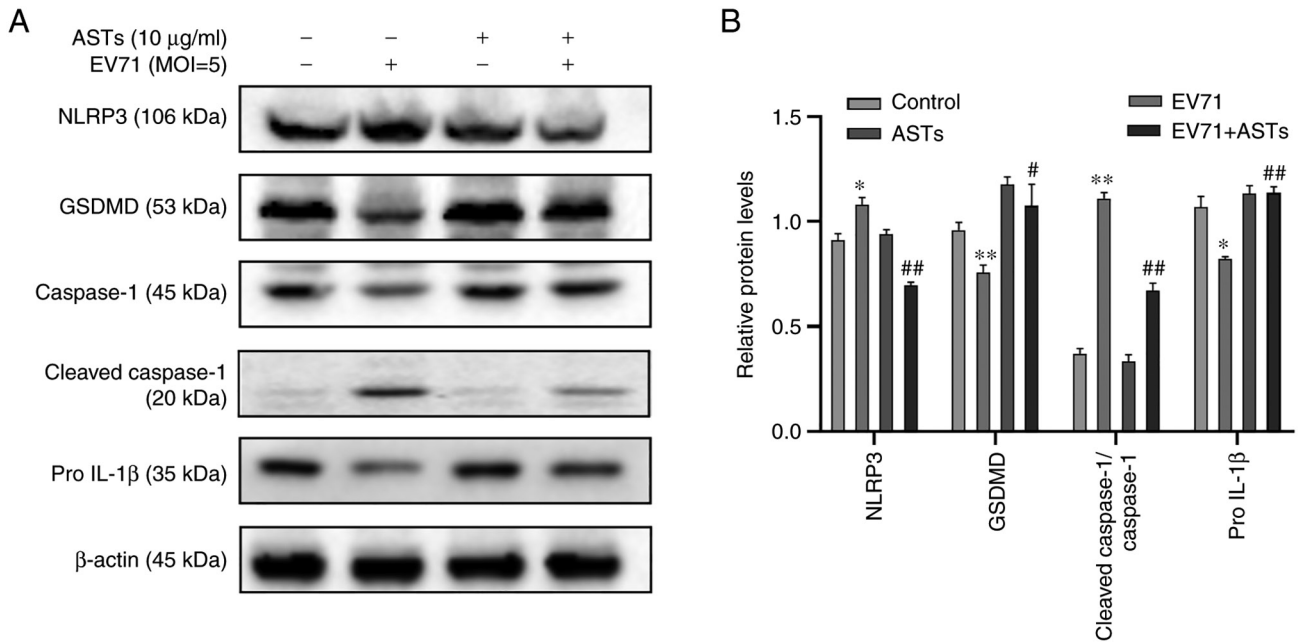 A
ASTs (10 μg/ml) – – + +
EV71 (MOI=5) – + – +
NLRP3 (106 kDa)
GSDMD (53 kDa)
Caspase-1 (45 kDa)
Cleaved caspase-1
(20 kDa)
Pro IL-1β (35 kDa)
β-actin (45 kDa)
B
Control EV71
ASTs EV71+ASTs
Relative protein levels
1.5
1.0
0.5
0.0
* ##
** #
** ##
* ##
NLRP3
GSDMD
Cleaved caspase-1/
caspase-1
Pro IL-1β